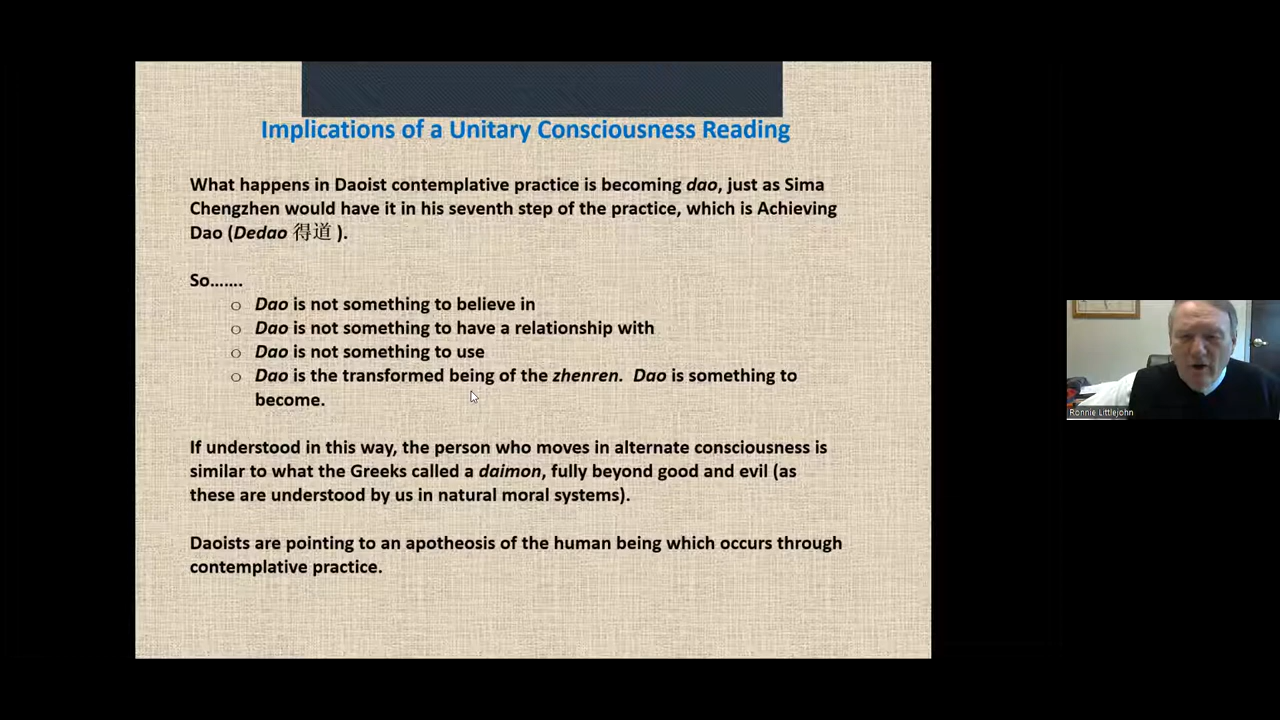 Implications of a Unitary Consciousness Reading
What happens in Daoist contemplative practice is becoming dao, just as Sima
Chengzhen would have it in his seventh step of the practice, which is Achieving
Dao (Dedao 得道 ).
So.......
o Dao is not something to believe in
o Dao is not something to have a relationship with
o Dao is not something to use
o Dao is the transformed being of the zhenren. Dao is something to
become.
If understood in this way, the person who moves in alternate consciousness is
similar to what the Greeks called a daimon, fully beyond good and evil (as
these are understood by us in natural moral systems).
Daoists are pointing to an apotheosis of the human being which occurs through
contemplative practice.
Ronnie Littlejohn